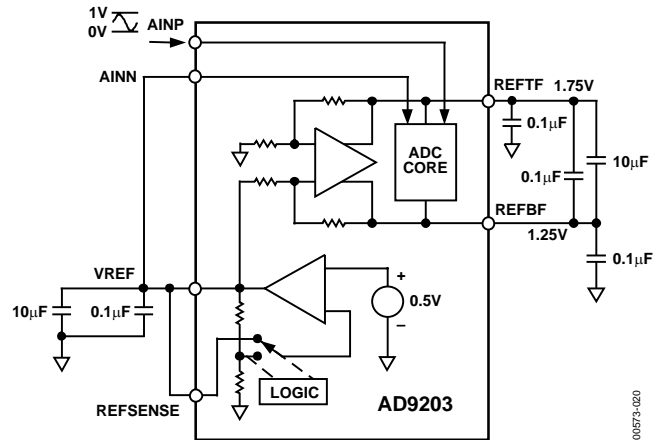 1V
0V
AINP
AINN
REFTF
1.75V
0.1µF
ADC
CORE
0.1µF
10µF
REFBF
1.25V
0.1µF
VREF
10µF
0.1µF
+
0.5V
–
LOGIC
REFSENSE
AD9203
00573-020